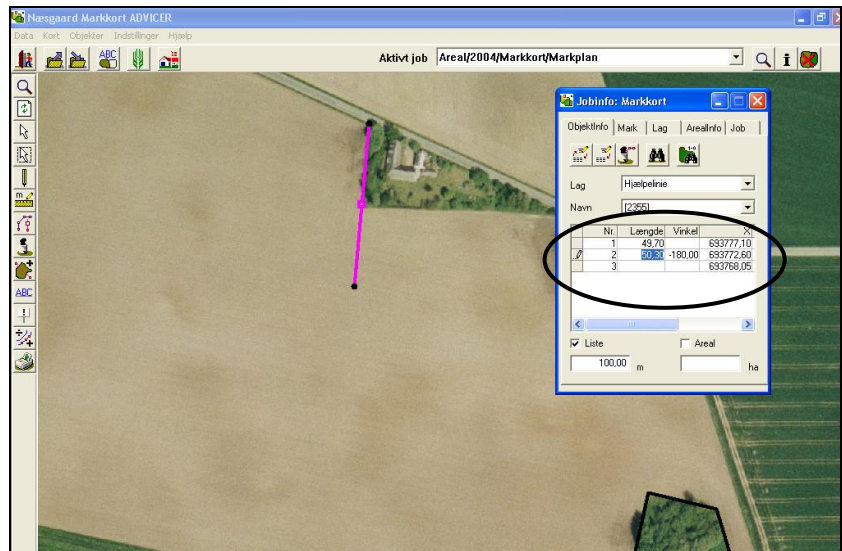 Næsgaard Markkort ADVICER
Data Kort Objekter Indstillinger Hjælp
ABC Aktivt job Areal/2004/Markkort/Markplan
m
ABC
Jobinfo: Markkort
ObjektInfo Mark Lag ArealInfo Job
Lag Hjælpelinie
Navn [2355]
Nr. Længde Vinkel X
1 49,70 693777,10
2 50,30 -180,00 693772,60
3 693768,05
Liste Areal
100,00 m ha